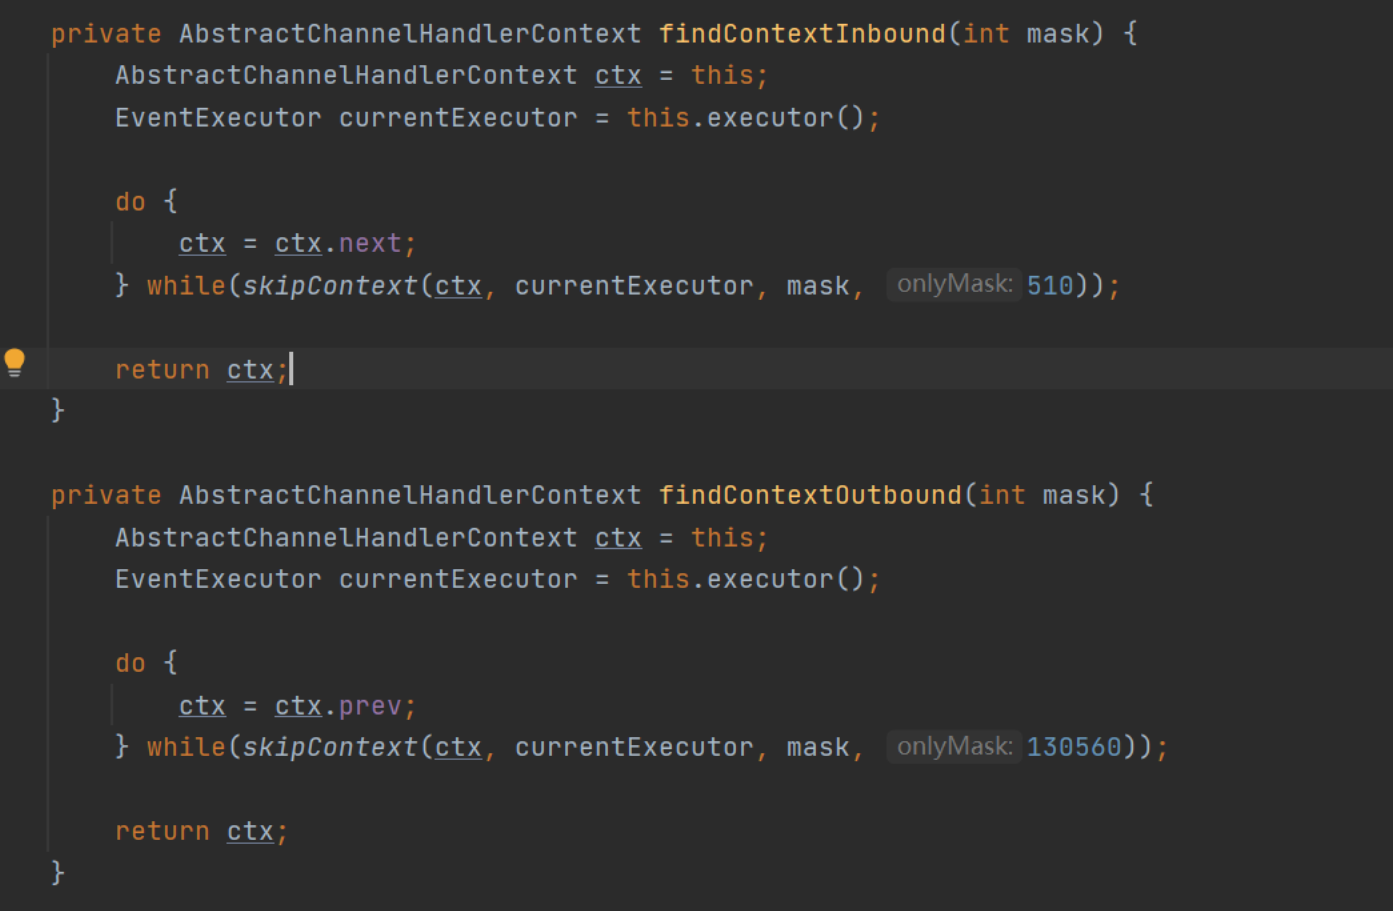 private AbstractChannelHandlerContext findContextInbound(int mask) {
    AbstractChannelHandlerContext ctx = this;
    EventExecutor currentExecutor = this.executor();

    do {
        ctx = ctx.next;
    } while(skipContext(ctx, currentExecutor, mask, onlyMask: 510));

    return ctx;
}

private AbstractChannelHandlerContext findContextOutbound(int mask) {
    AbstractChannelHandlerContext ctx = this;
    EventExecutor currentExecutor = this.executor();

    do {
        ctx = ctx.prev;
    } while(skipContext(ctx, currentExecutor, mask, onlyMask: 130560));

    return ctx;
}